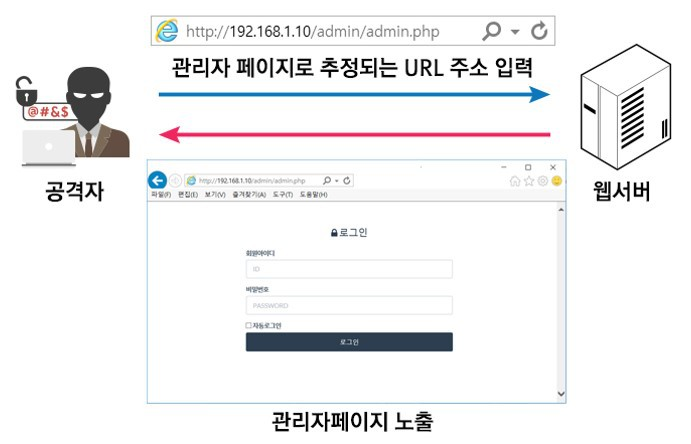 http://192.168.1.10/admin/admin.php
관리자 페이지로 추정되는 URL 주소 입력
@#&$
공격자
웹서버
http://192.168.1.10/admin/admin.php
파일(F) 편집(E) 보기(V) 즐겨찾기(A) 도구(T) 도움말(H)
로그인
회원아이디
ID
비밀번호
PASSWORD
자동로그인
로그인
관리자페이지 노출